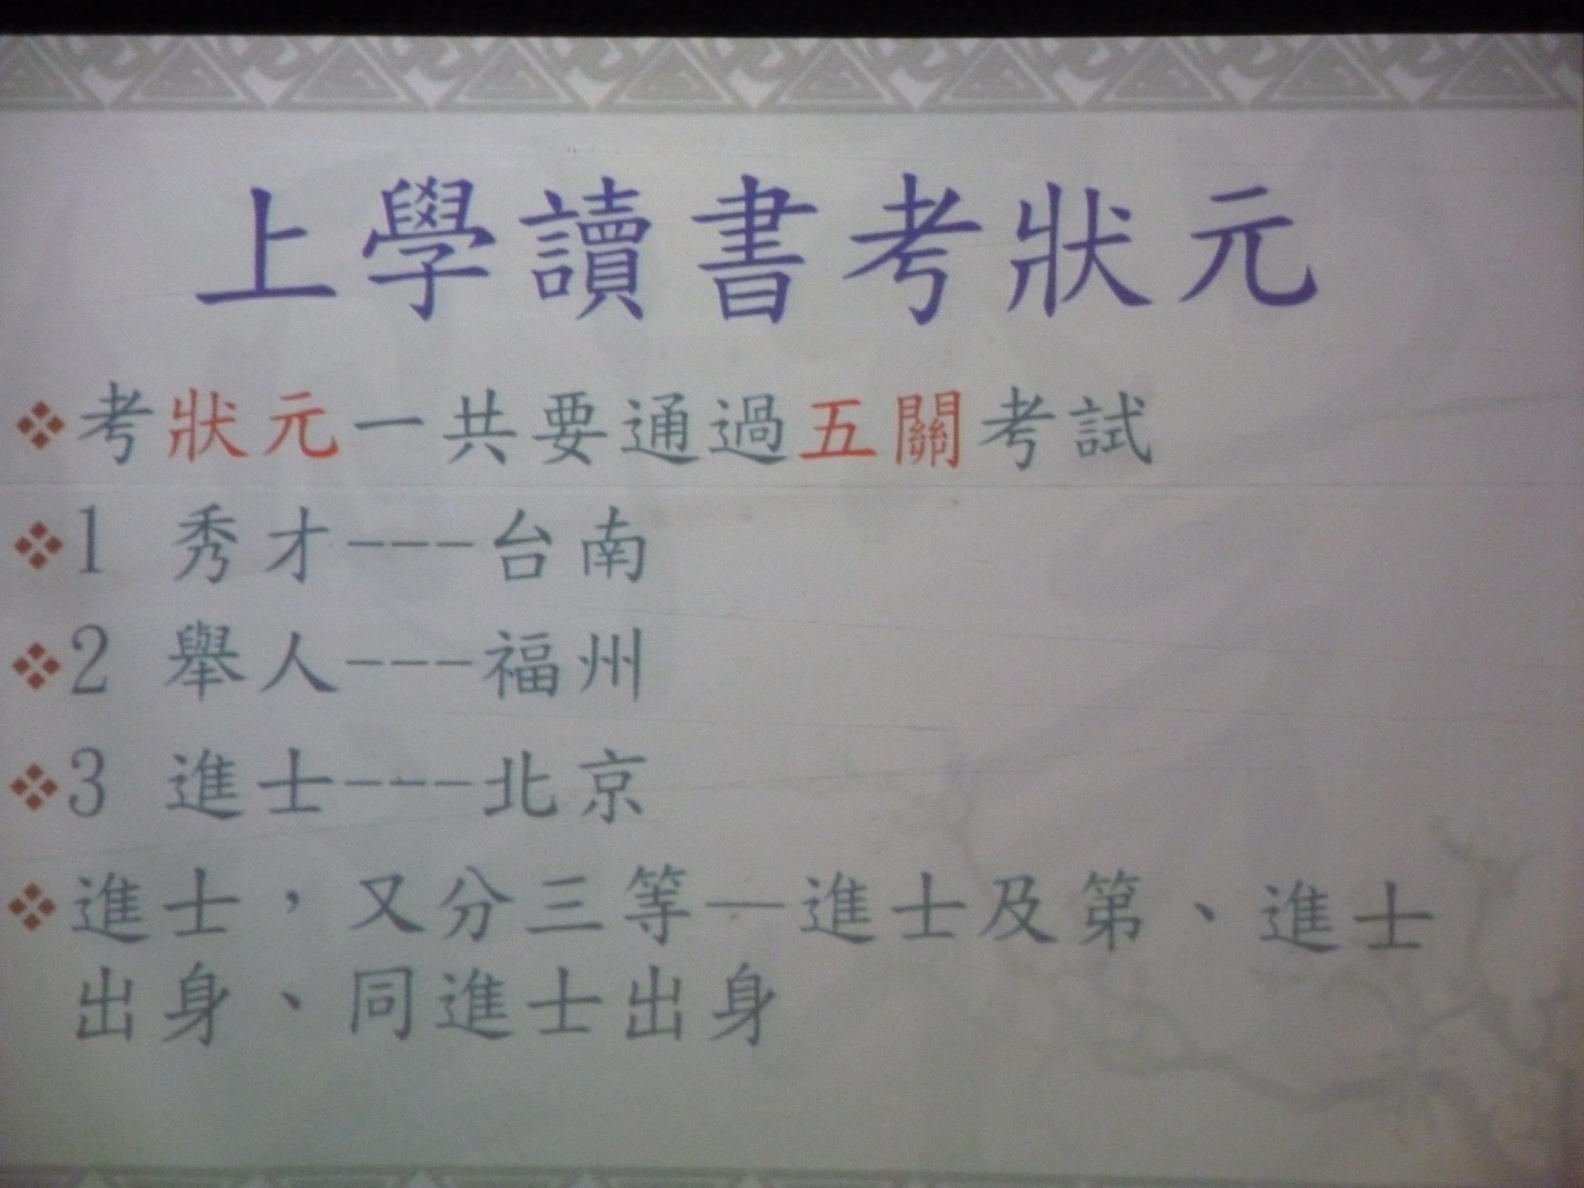 上學讀書考狀元
❖考狀元一共要通過五關考試
❖1 秀才---台南
❖2 舉人---福州
❖3 進士---北京
❖進士，又分三等—進士及第、進士
出身、同進士出身